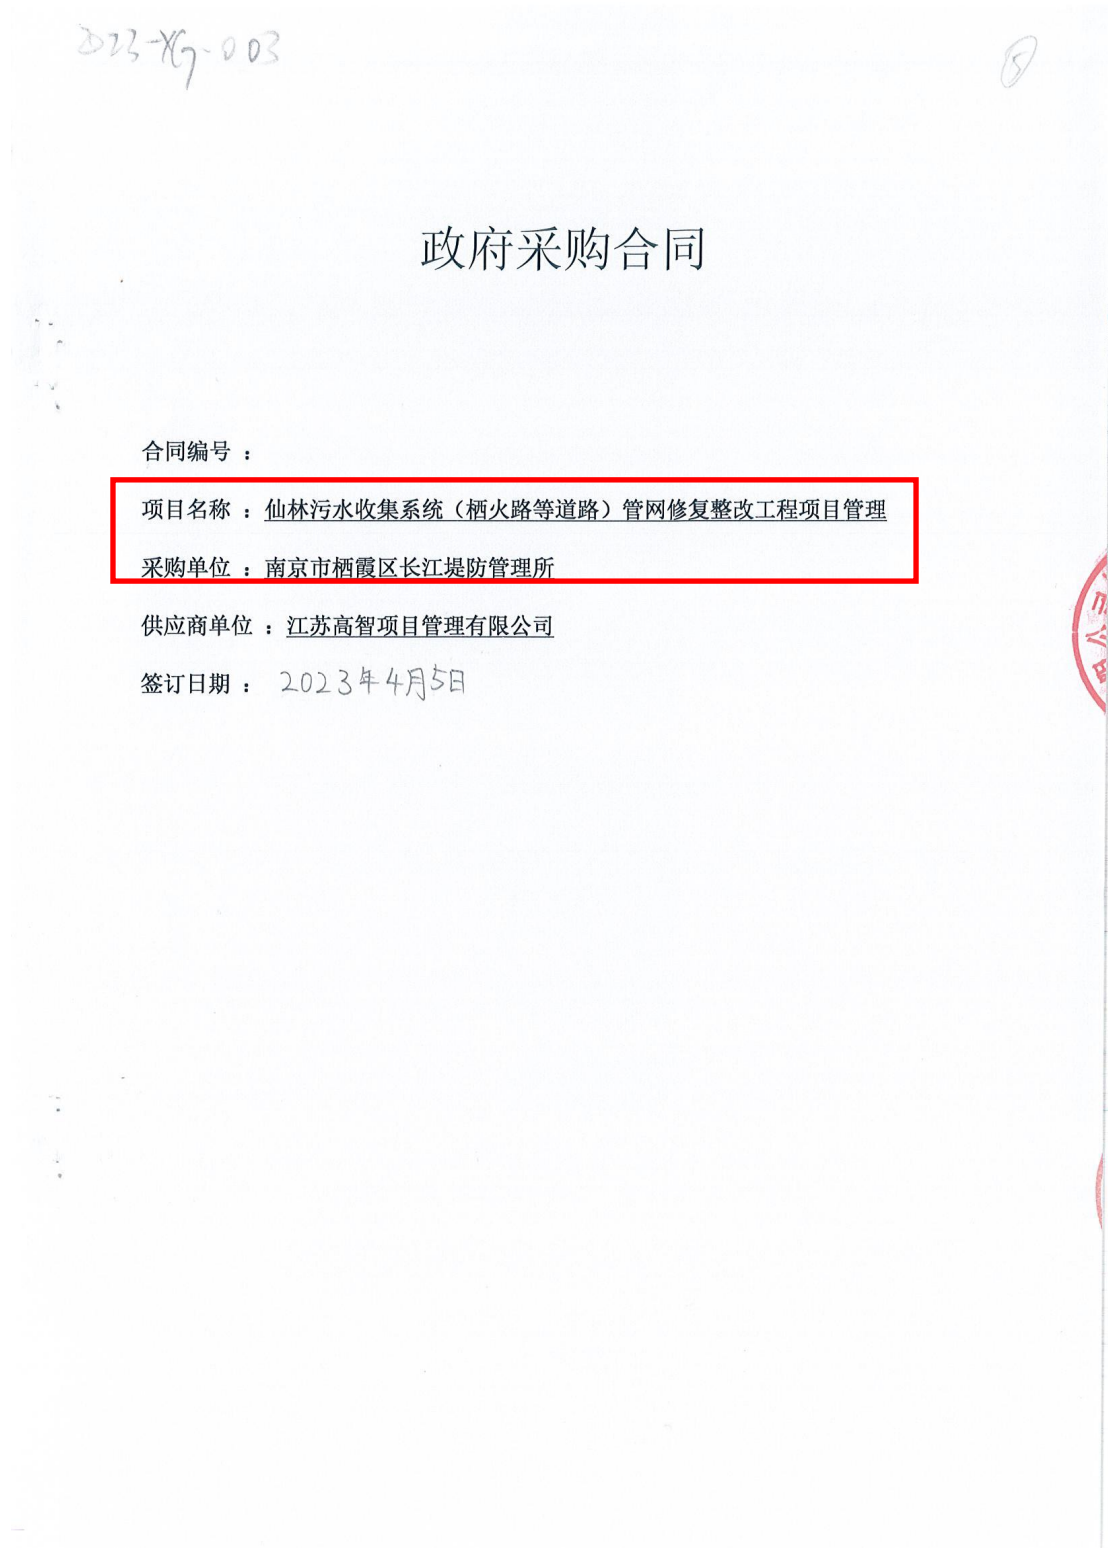 D23-XG-003
5
政府采购合同
合同编号：
项目名称：仙林污水收集系统（栖火路等道路）管网修复整改工程项目管理
采购单位：南京市栖霞区长江堤防管理所
供应商单位：江苏高智项目管理有限公司
签订日期：2023年4月5日